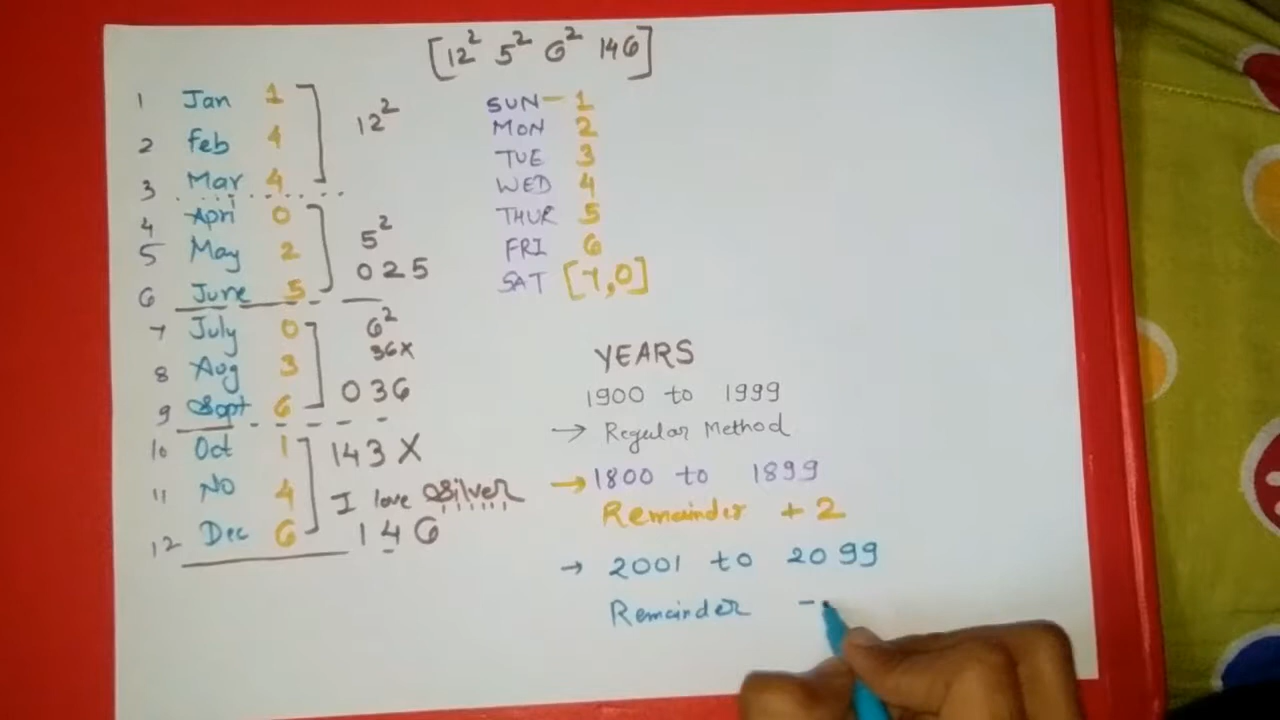 [12² 5² 6² 146]
1 Jan 1
2 Feb 4
3 Mar 4
12²
4 Apri 0
5 May 2
6 June 5
5²
025
7 July 0
8 Aug 3
9 Sept 6
6²
36x
036
10 Oct 1
11 No 4
12 Dec 6
143 X
I love Silver
146
SUN - 1
MON 2
TUE 3
WED 4
THUR 5
FRI 6
SAT [7,0]
YEARS
1900 to 1999
→ Regular Method
→ 1800 to 1899
Remainder +2
→ 2001 to 2099
Remainder -